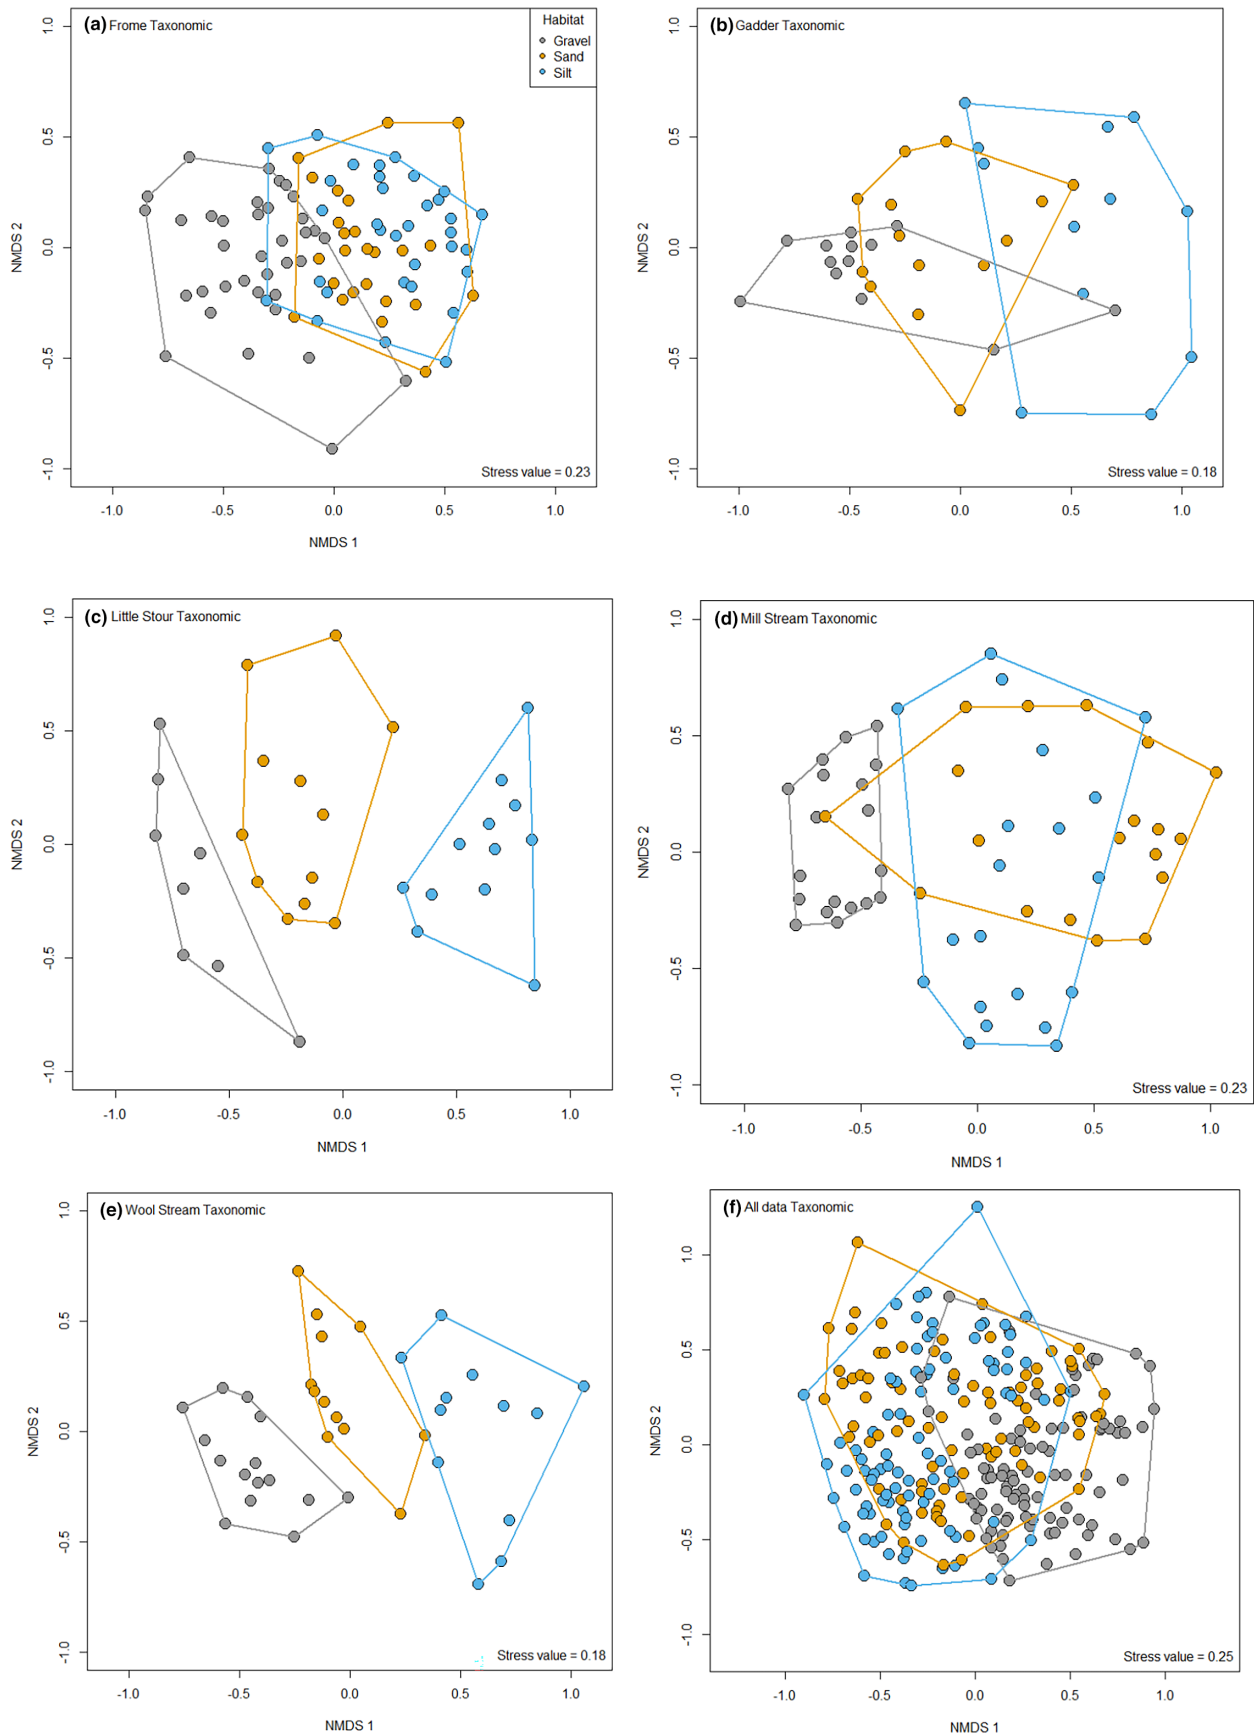 (a) Frome Taxonomic
Habitat
Gravel
Sand
Silt
NMDS 2
1.0
0.5
0.0
-0.5
-1.0
Stress value = 0.23
-1.0 -0.5 0.0 0.5 1.0
NMDS 1
(b) Gadder Taxonomic
NMDS 2
1.0
0.5
0.0
-0.5
-1.0
Stress value = 0.18
-1.0 -0.5 0.0 0.5 1.0
(c) Little Stour Taxonomic
NMDS 2
1.0
0.5
0.0
-0.5
-1.0
-1.0 -0.5 0.0 0.5 1.0
NMDS 1
(d) Mill Stream Taxonomic
NMDS 2
1.0
0.5
0.0
-0.5
-1.0
Stress value = 0.23
-1.0 -0.5 0.0 0.5 1.0
NMDS 1
(e) Wool Stream Taxonomic
NMDS 2
1.0
0.5
0.0
-0.5
-1.0
Stress value = 0.18
-1.0 -0.5 0.0 0.5 1.0
NMDS 1
(f) All data Taxonomic
NMDS 2
1.0
0.5
0.0
-0.5
-1.0
Stress value = 0.25
-1.0 -0.5 0.0 0.5 1.0
NMDS 1